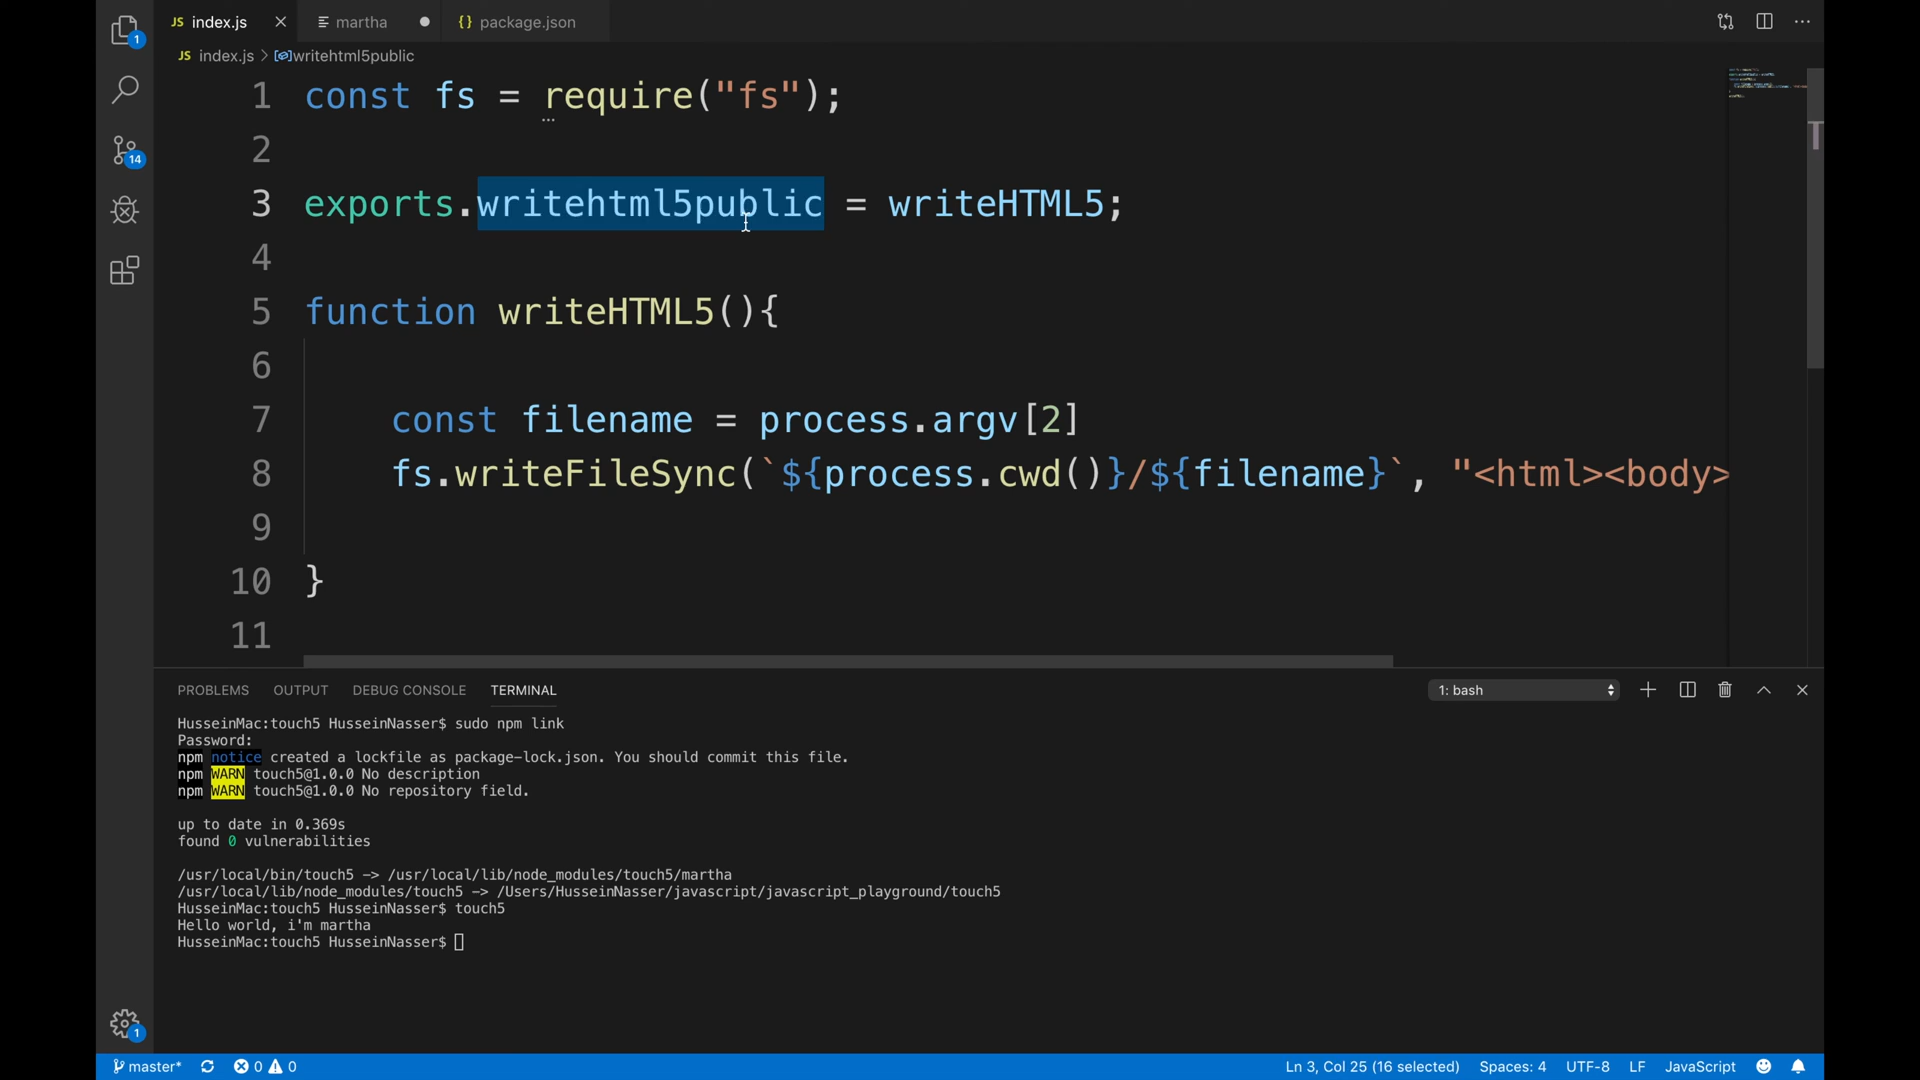 1
14
1
JS index.js
martha
{} package.json
JS index.js > writehtml5public
1 const fs = require("fs");
2
3 exports.writehtml5public = writeHTML5;
4
5 function writeHTML5(){
6
7 const filename = process.argv[2]
8 fs.writeFileSync(`${process.cwd()}/${filename}`, "<html><body>
9
10 }
11
PROBLEMS OUTPUT DEBUG CONSOLE TERMINAL
1: bash
HusseinMac:touch5 HusseinNasser$ sudo npm link
Password:
npm notice created a lockfile as package-lock.json. You should commit this file.
npm WARN touch5@1.0.0 No description
npm WARN touch5@1.0.0 No repository field.
up to date in 0.369s
found 0 vulnerabilities
/usr/local/bin/touch5 -> /usr/local/lib/node_modules/touch5/martha
/usr/local/lib/node_modules/touch5 -> /Users/HusseinNasser/javascript/javascript_playground/touch5
HusseinMac:touch5 HusseinNasser$ touch5
Hello world, i'm martha
HusseinMac:touch5 HusseinNasser$
master* 0 0 Ln 3, Col 25 (16 selected) Spaces: 4 UTF-8 LF JavaScript